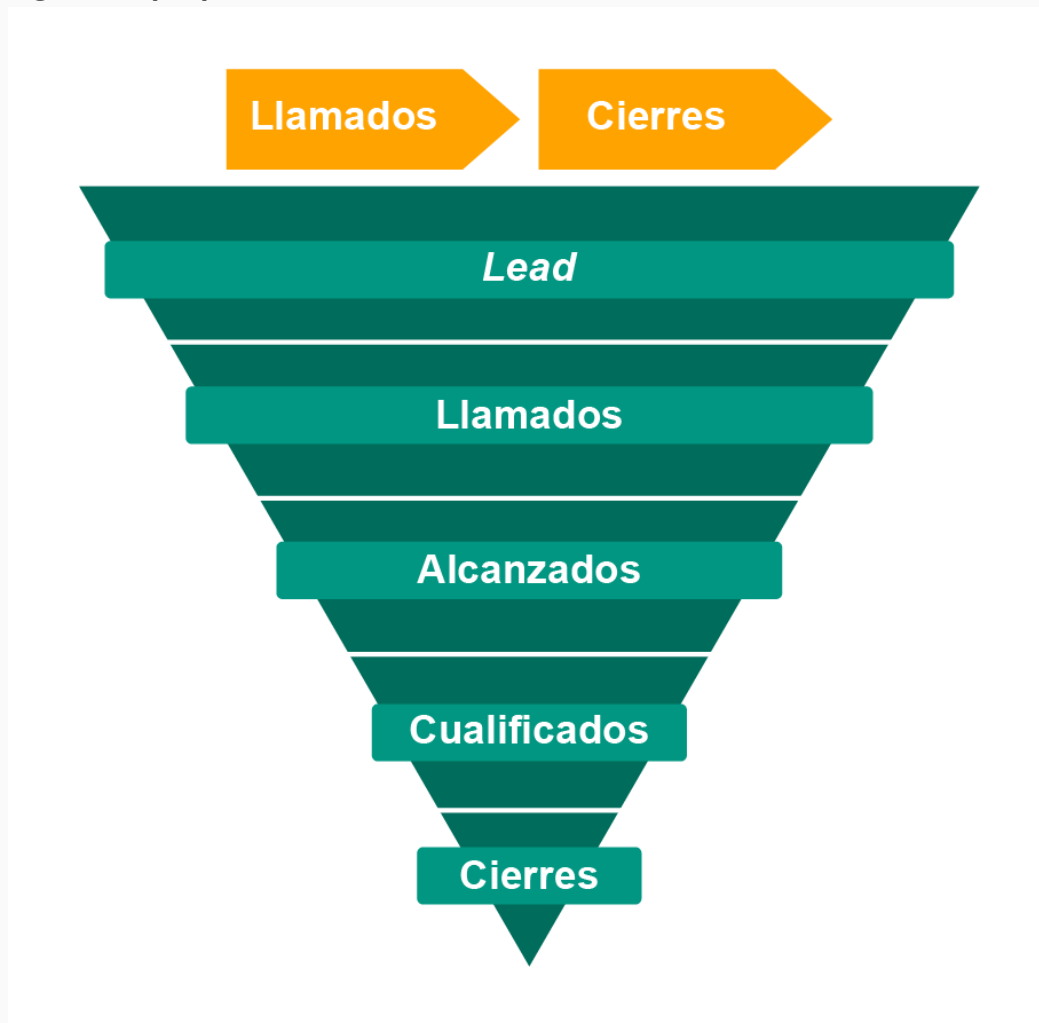 Llamados
Cierres
Lead
Llamados
Alcanzados
Cualificados
Cierres